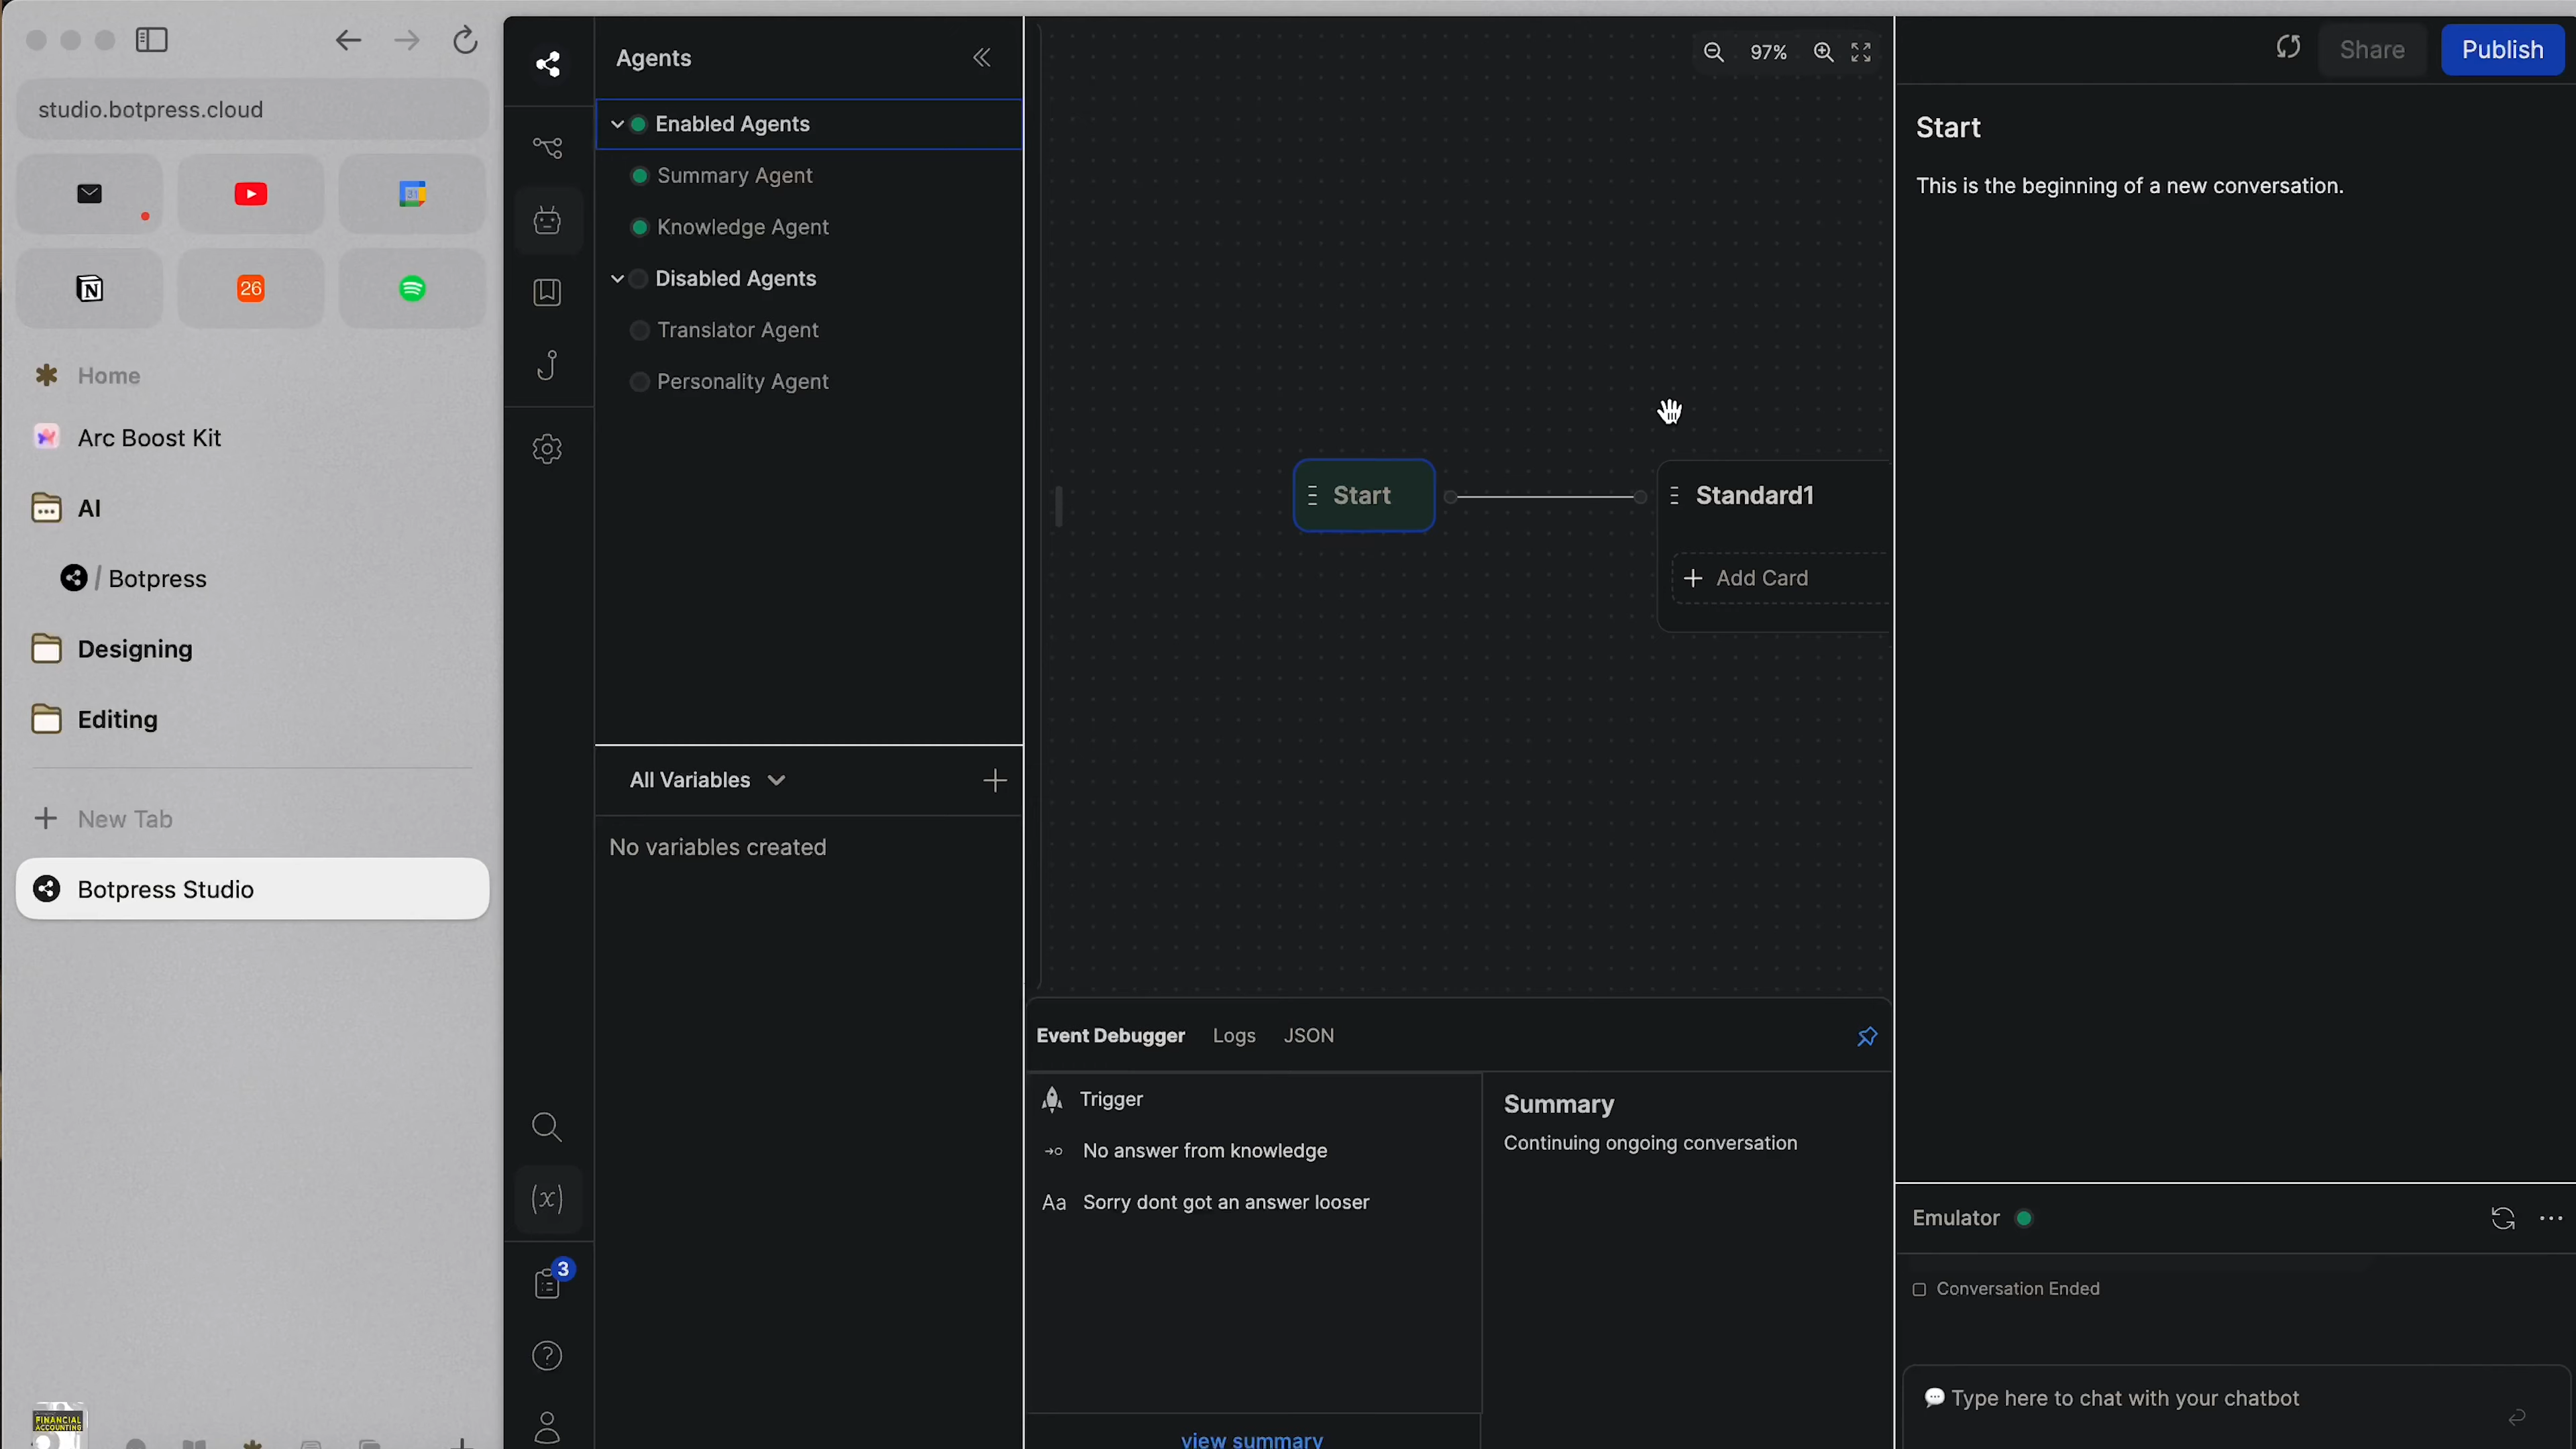 studio.botpress.cloud
31
26
Home
Arc Boost Kit
AI
/ Botpress
Designing
Editing
New Tab
Botpress Studio
FINANCIAL
ACCOUNTING
Agents
Enabled Agents
Summary Agent
Knowledge Agent
Disabled Agents
Translator Agent
Personality Agent
All Variables
No variables created
(x)
3
97%
Start
Standard1
Add Card
Event Debugger
Logs
JSON
Trigger
No answer from knowledge
Aa Sorry dont got an answer looser
view summary
Summary
Continuing ongoing conversation
Share
Publish
Start
This is the beginning of a new conversation.
Emulator
Conversation Ended
Type here to chat with your chatbot